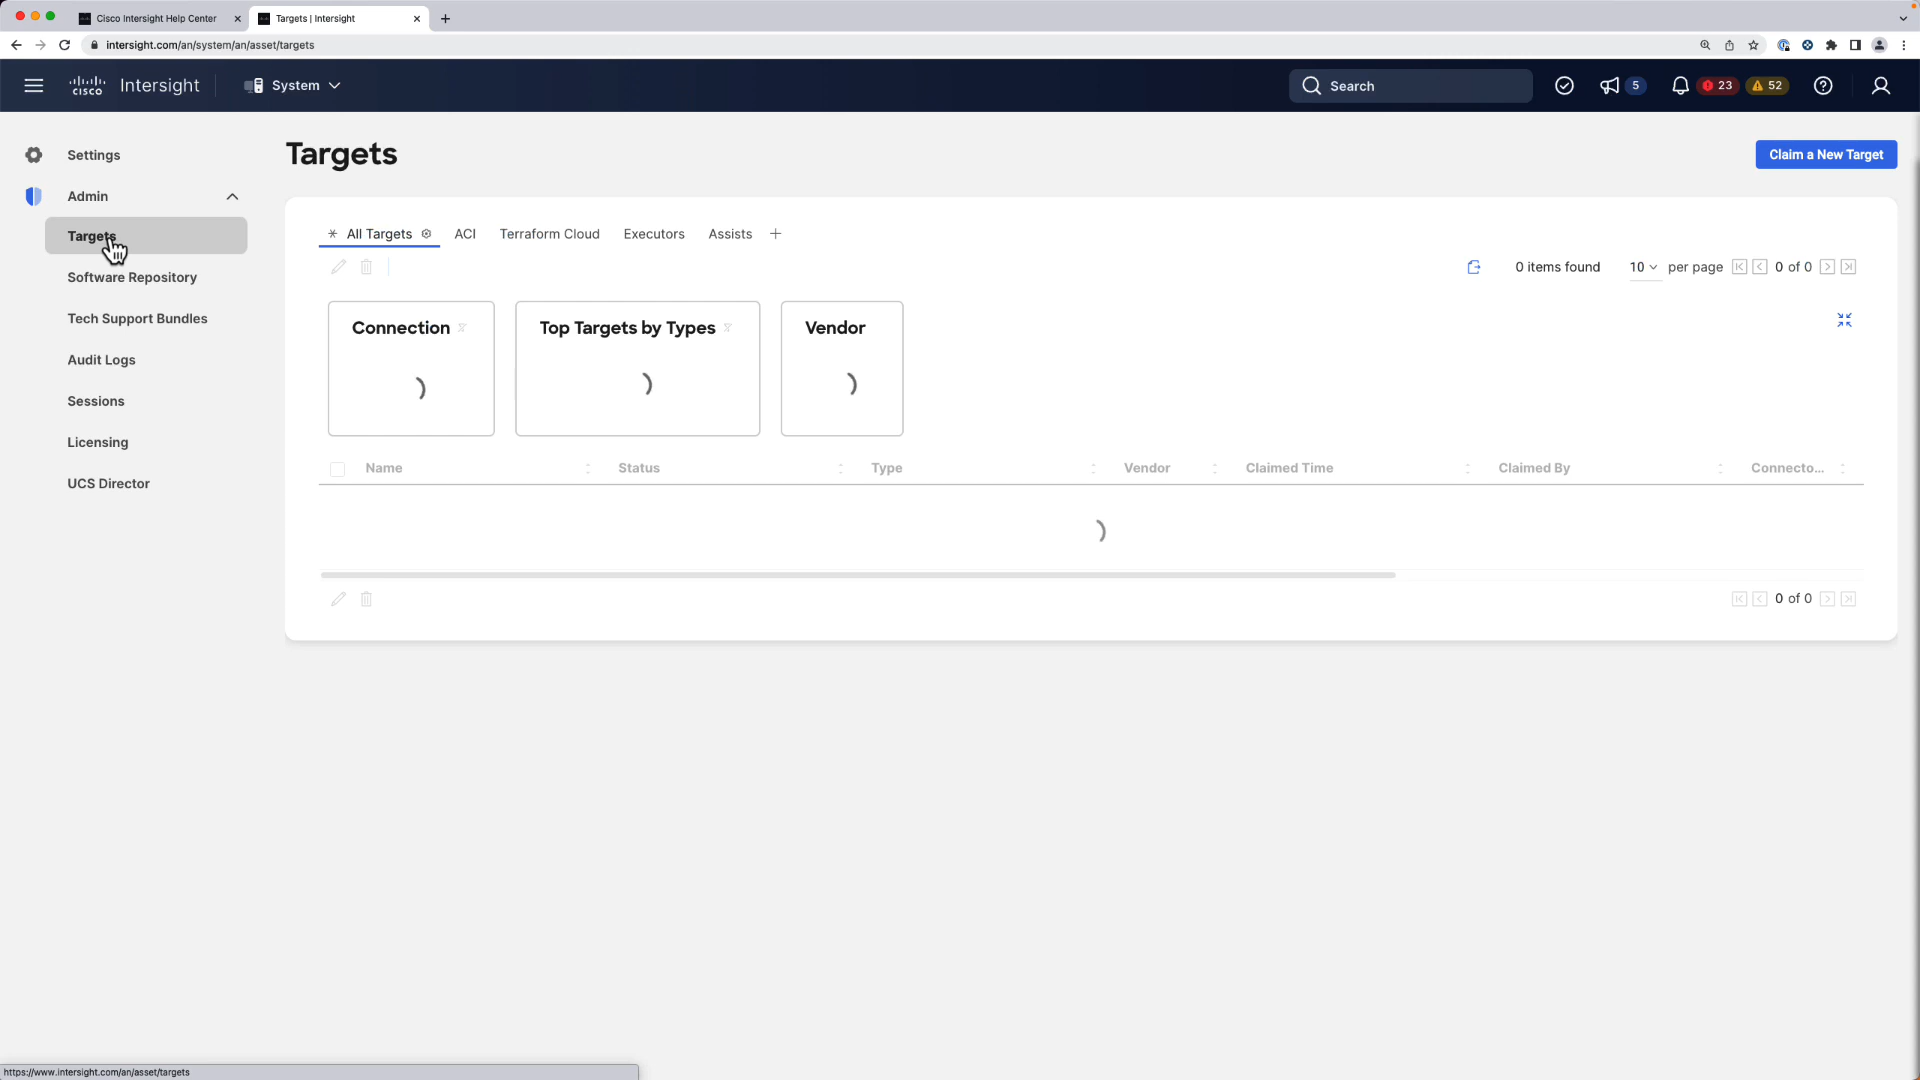 Cisco Intersight Help Center
Targets | Intersight
intersight.com/an/system/an/asset/targets
cisco Intersight
System
Search
5
23
52
Settings
Admin
Targets
Software Repository
Tech Support Bundles
Audit Logs
Sessions
Licensing
UCS Director
Targets
Claim a New Target
All Targets ACI Terraform Cloud Executors Assists
0 items found 10 per page 0 of 0
Connection Top Targets by Types Vendor
Name Status Type Vendor Claimed Time Claimed By Connecto...
0 of 0
https://www.intersight.com/an/asset/targets